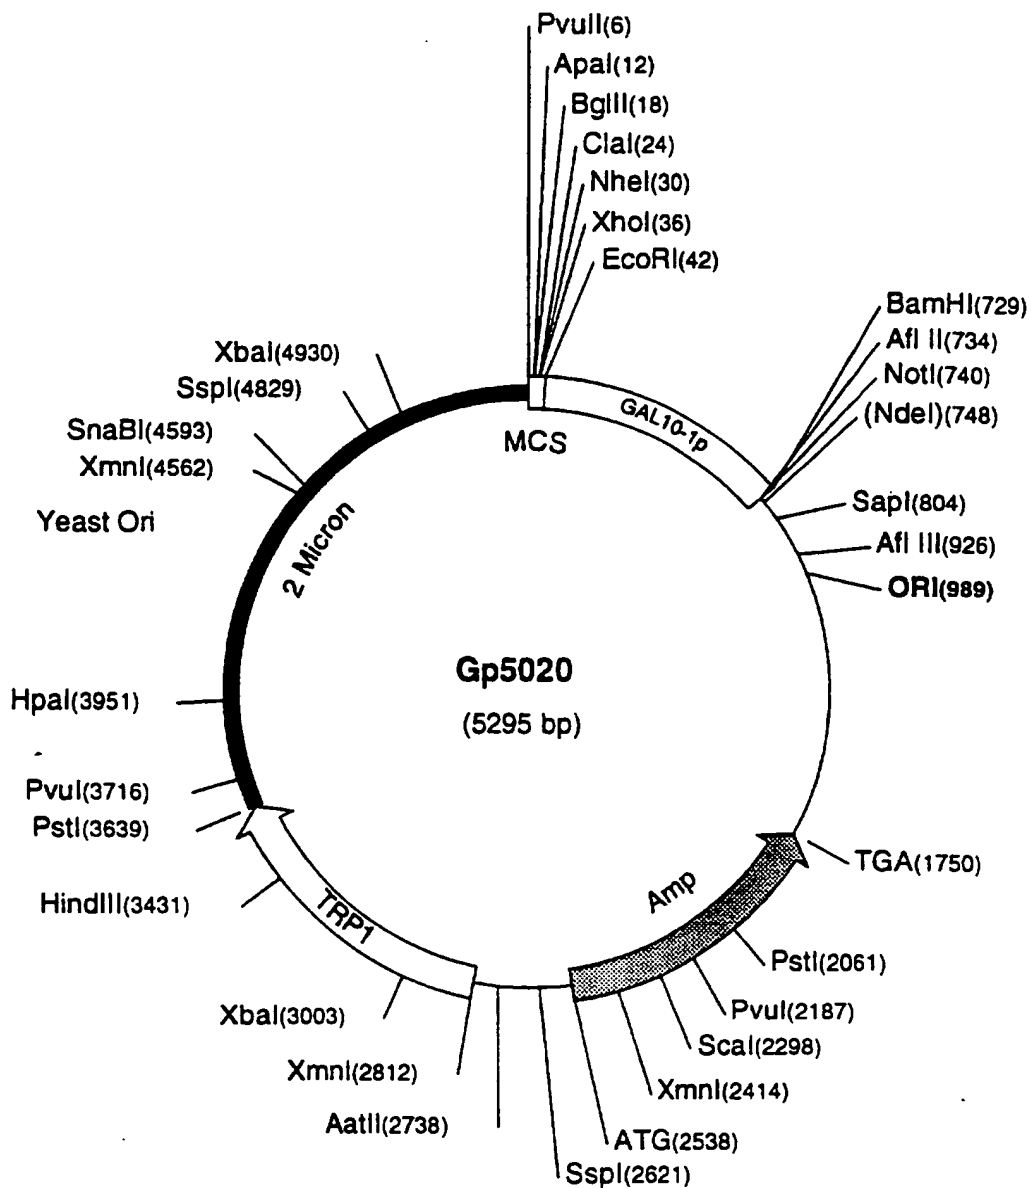 PvuII(6)
ApaI(12)
BglII(18)
ClaI(24)
NheI(30)
XhoI(36)
EcoRI(42)
BamHI(729)
Afl II(734)
NotI(740)
(NdeI)(748)
SapI(804)
Afl III(926)
ORI(989)
TGA(1750)
PstI(2061)
PvuI(2187)
ScaI(2298)
XmnI(2414)
ATG(2538)
SspI(2621)
AatII(2738)
XmnI(2812)
XbaI(3003)
HindIII(3431)
PstI(3639)
PvuI(3716)
HpaI(3951)
Yeast Ori
XmnI(4562)
SnaBI(4593)
SspI(4829)
XbaI(4930)
MCS
GAL10-1p
2 Micron
Gp5020
(5295 bp)
Amp
TRP1